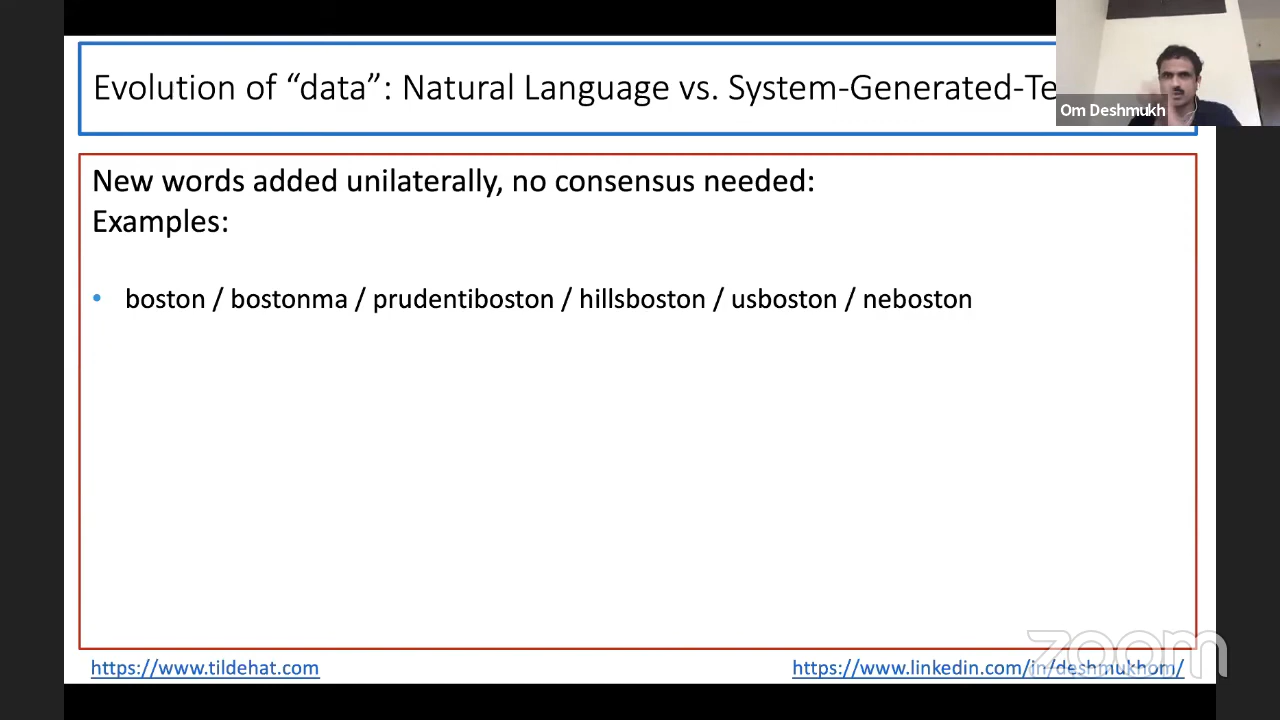 Evolution of “data”: Natural Language vs. System-Generated-Te
Om Deshmukh
New words added unilaterally, no consensus needed:
Examples:
• boston / bostonma / prudentiboston / hillsboston / usboston / neboston
https://www.tildehat.com
https://www.linkedin.com/in/deshmukhom/
zoom